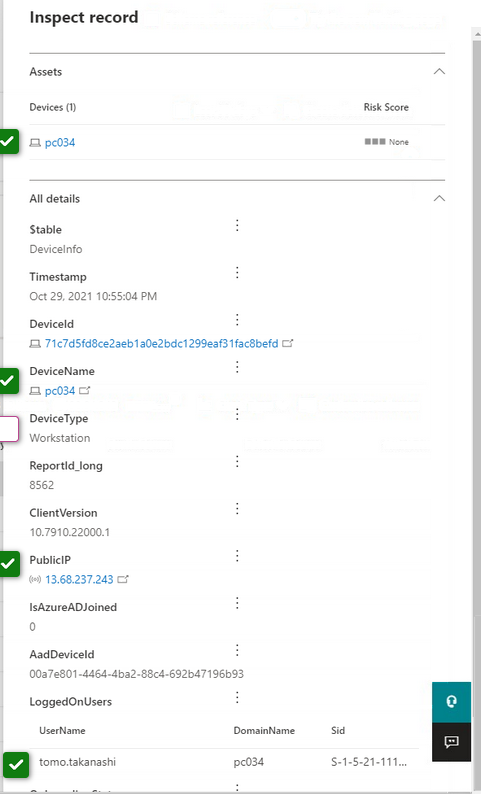 Inspect record
Assets
Devices (1) Risk Score
pc034 None
All details
$table
DeviceInfo
Timestamp
Oct 29, 2021 10:55:04 PM
DeviceId
71c7d5fd8ce2aeb1a0e2bdc1299eaf31fac8befd
DeviceName
pc034
DeviceType
Workstation
ReportId_long
8562
ClientVersion
10.7910.22000.1
PublicIP
13.68.237.243
IsAzureADJoined
0
AadDeviceId
00a7e801-4464-4ba2-88c4-692b47196b93
LoggedOnUsers
UserName DomainName Sid
tomo.takanashi pc034 S-1-5-21-111...